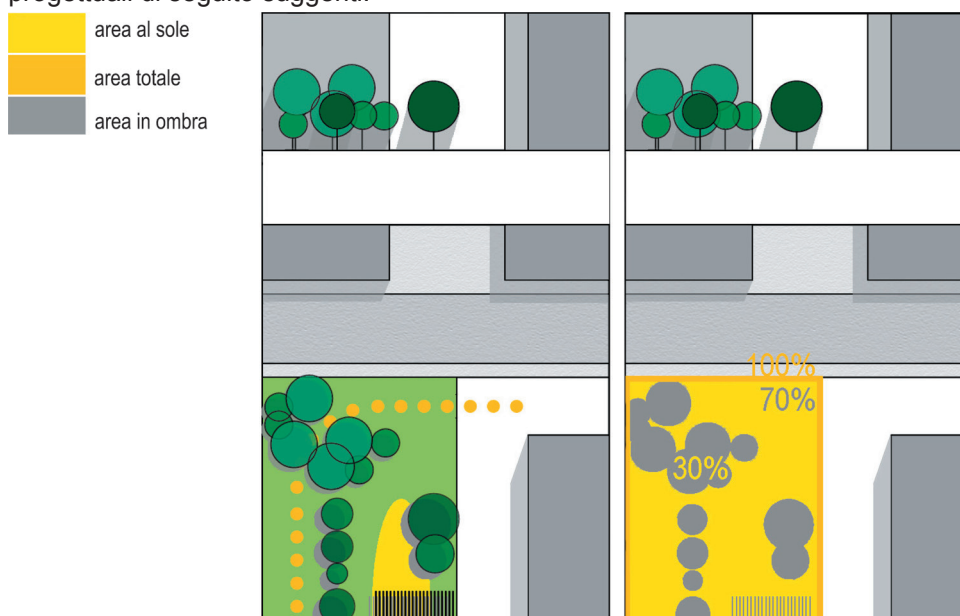 area al sole
area totale
area in ombra
100%
70%
30%